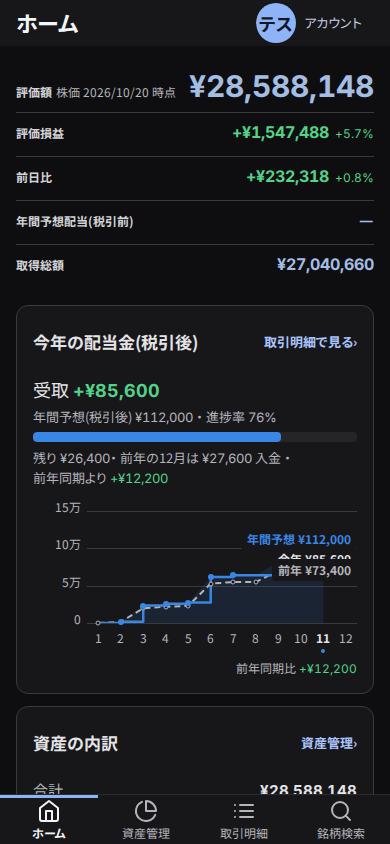 ホーム
テス アカウント
評価額 株価 2026/10/20 時点 ¥28,588,148
評価損益 +¥1,547,488 +5.7%
前日比 +¥232,318 +0.8%
年間予想配当(税引前) —
取得総額 ¥27,040,660
今年の配当金(税引後) 取引明細で見る›
受取 +¥85,600
年間予想(税引後) ¥112,000・進捗率 76%
残り ¥26,400・前年の12月は ¥27,600 入金・
前年同期より +¥12,200
15万
10万
年間予想 ¥112,000
今年 ¥85,600
前年 ¥73,400
5万
0
1 2 3 4 5 6 7 8 9 10 11 12
前年同期比 +¥12,200
資産の内訳 資産管理›
合計 ¥28,588,148
ホーム 資産管理 取引明細 銘柄検索